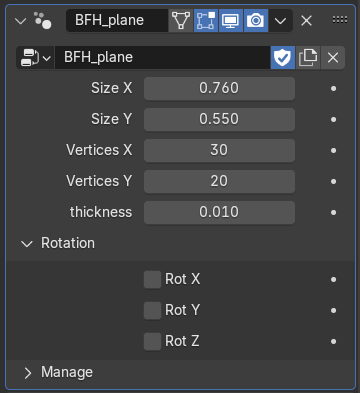 BFH_plane
BFH_plane
Size X 0.760
Size Y 0.550
Vertices X 30
Vertices Y 20
thickness 0.010
Rotation
Rot X
Rot Y
Rot Z
Manage